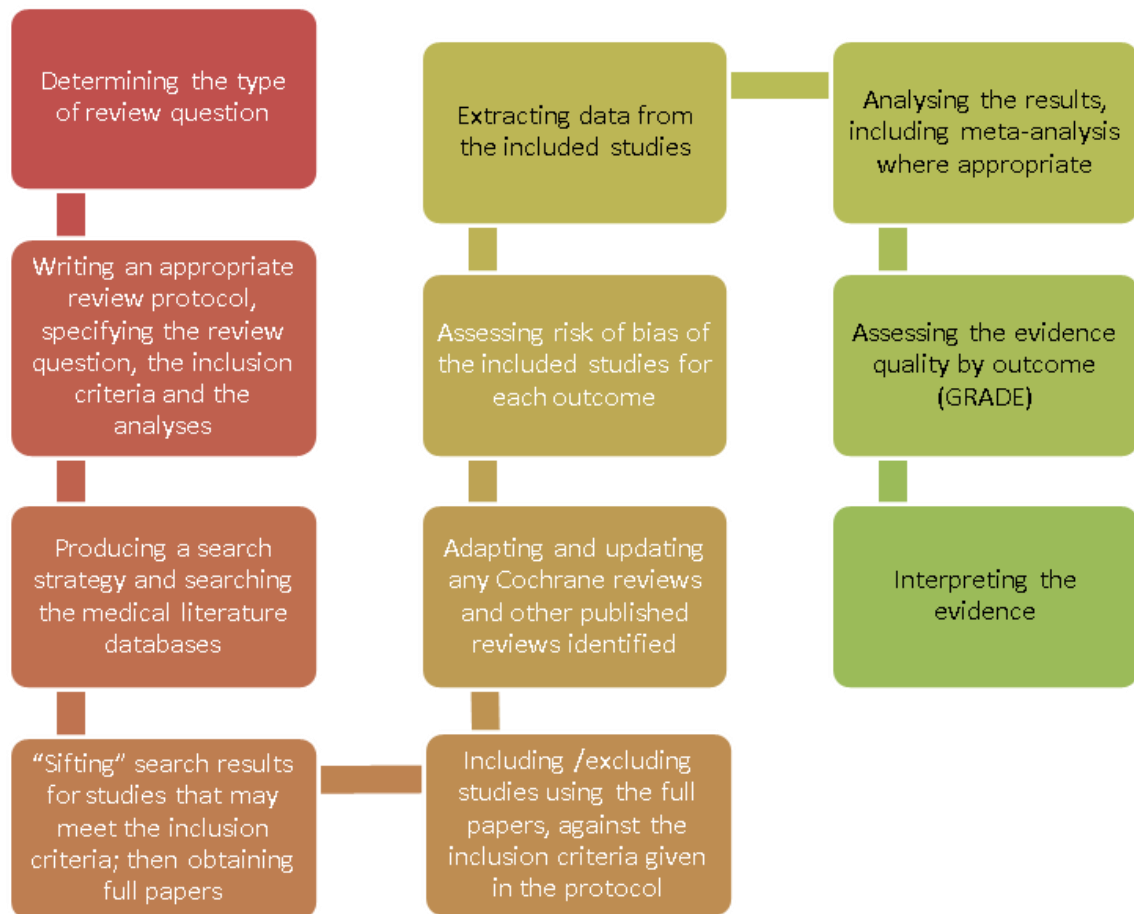 Determining the type
of review question
Writing an appropriate
review protocol,
specifying the review
question, the inclusion
criteria and the
analyses
Producing a search
strategy and searching
the medical literature
databases
“Sifting” search results
for studies that may
meet the inclusion
criteria; then obtaining
full papers
Including /excluding
studies using the full
papers, against the
inclusion criteria given
in the protocol
Adapting and updating
any Cochrane reviews
and other published
reviews identified
Assessing risk of bias of
the included studies for
each outcome
Extracting data from
the included studies
Analysing the results,
including meta-analysis
where appropriate
Assessing the evidence
quality by outcome
(GRADE)
Interpreting the
evidence